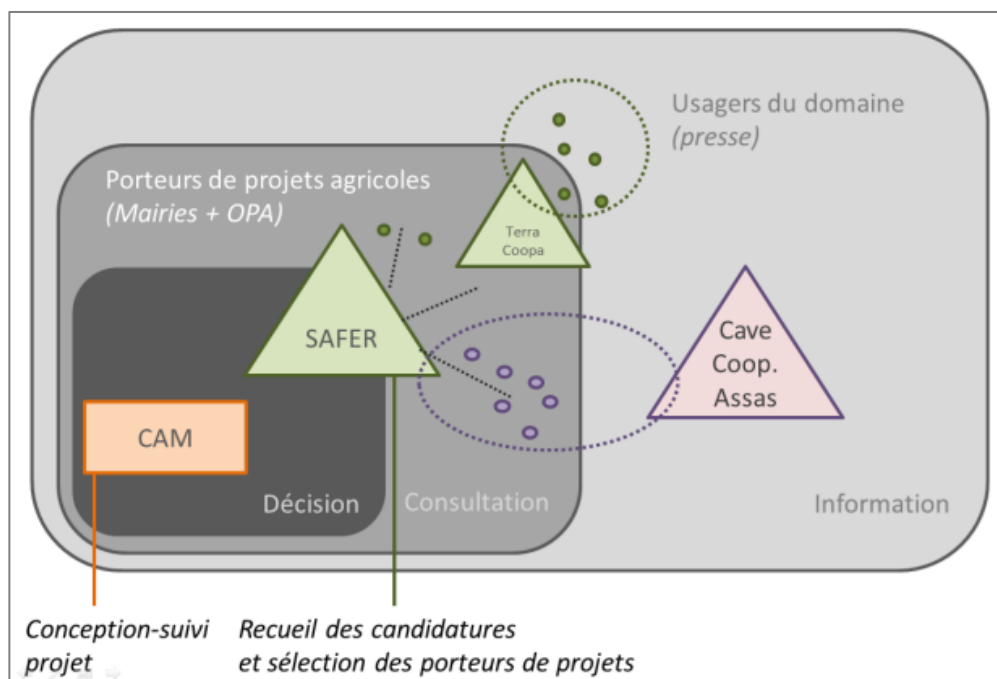 Usagers du domaine
(presse)
Porteurs de projets agricoles
(Mairies + OPA)
Terra
Coopa
SAFER
Cave
Coop.
Assas
CAM
Décision
Consultation
Information
Conception-suivi
projet
Recueil des candidatures
et sélection des porteurs de projets